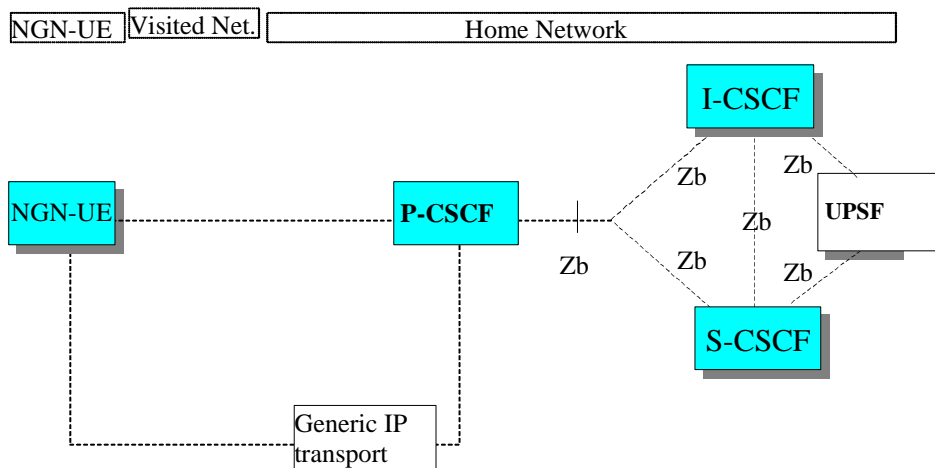 NGN-UE
Visited Net.
Home Network
I-CSCF
Zb
Zb
NGN-UE
P-CSCF
UPSF
Zb
Zb
Zb
Zb
S-CSCF
Generic IP
transport